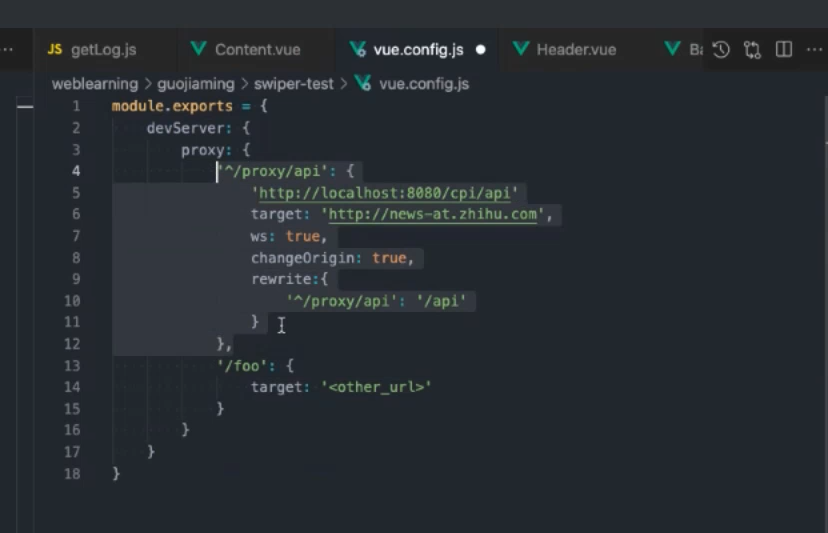 ... JS getLog.js Content.vue vue.config.js ● Header.vue Ba ...
weblearning > guojiaming > swiper-test > vue.config.js
1 module.exports = {
2 devServer: {
3 proxy: {
4 '^/proxy/api': {
5 'http://localhost:8080/cpi/api'
6 target: 'http://news-at.zhihu.com',
7 ws: true,
8 changeOrigin: true,
9 rewrite:{
10 '^/proxy/api': '/api'
11 }
12 },
13 '/foo': {
14 target: '<other_url>'
15 }
16 }
17 }
18 }